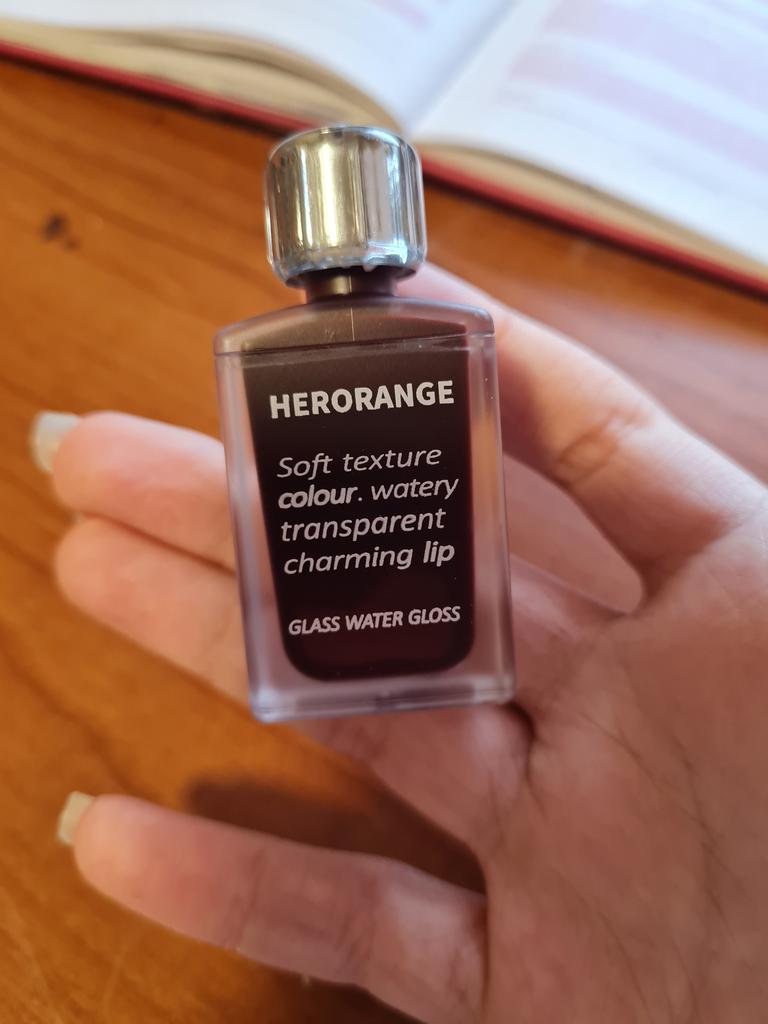 HERORANGE
Soft texture
colour. watery
transparent
charming lip
GLASS WATER GLOSS